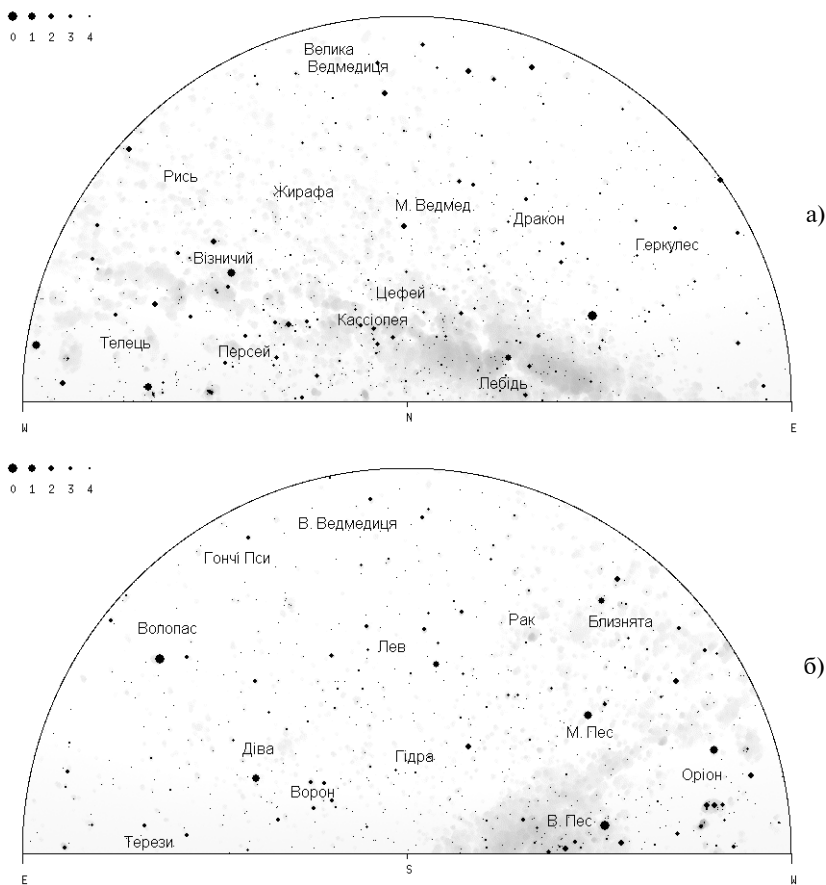 0 1 2 3 4
Велика
Ведмедиця
Рись
Жирафа
М. Ведмед.
Дракон
а)
Геркулес
Візничий
Цефей
Кассіопея
Телець
Персей
Лебідь
W N E
0 1 2 3 4
В. Ведмедиця
Гончі Пси
Волопас
Рак
Близнята
Лев
б)
М. Пес
Діва
Гідра
Оріон
Ворон
В. Пес
Терези
E S W